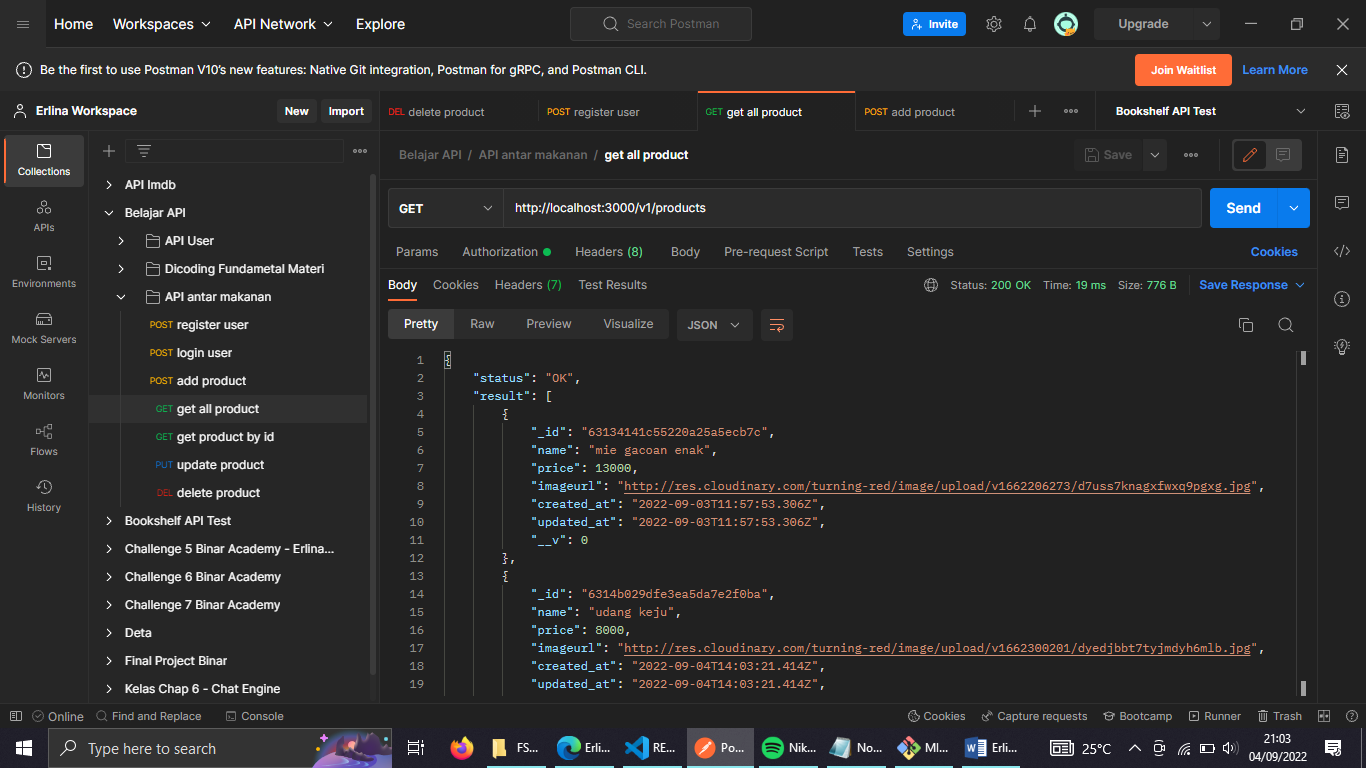 Home Workspaces API Network Explore Search Postman Invite Upgrade
Be the first to use Postman V10's new features: Native Git integration, Postman for gRPC, and Postman CLI. Join Waitlist Learn More
Erlina Workspace New Import
DEL delete product POST register user GET get all product POST add product Bookshelf API Test
Collections
APIs
Environments
Mock Servers
Monitors
Flows
History
API Imdb
Belajar API
API User
Dicoding Fundametal Materi
API antar makanan
POST register user
POST login user
POST add product
GET get all product
GET get product by id
PUT update product
DEL delete product
Bookshelf API Test
Challenge 5 Binar Academy - Erlina...
Challenge 6 Binar Academy
Challenge 7 Binar Academy
Deta
Final Project Binar
Kelas Chap 6 - Chat Engine
Belajar API / API antar makanan / get all product Save
GET http://localhost:3000/v1/products Send
Params Authorization Headers (8) Body Pre-request Script Tests Settings Cookies
Body Cookies Headers (7) Test Results Status: 200 OK Time: 19 ms Size: 776 B Save Response
Pretty Raw Preview Visualize JSON
1 {
2 "status": "OK",
3 "result": [
4 {
5 "_id": "63134141c55220a25a5ecb7c",
6 "name": "mie gacoan enak",
7 "price": 13000,
8 "imageurl": "http://res.cloudinary.com/turning-red/image/upload/v1662206273/d7uss7knagxfwxq9pgxg.jpg",
9 "created_at": "2022-09-03T11:57:53.306Z",
10 "updated_at": "2022-09-03T11:57:53.306Z",
11 "__v": 0
12 },
13 {
14 "_id": "6314b029dfe3ea5da7e2f0ba",
15 "name": "udang keju",
16 "price": 8000,
17 "imageurl": "http://res.cloudinary.com/turning-red/image/upload/v1662300201/dyedjbbt7tyjmdyh6mlb.jpg",
18 "created_at": "2022-09-04T14:03:21.414Z",
19 "updated_at": "2022-09-04T14:03:21.414Z",
Online Find and Replace Console Cookies Capture requests Bootcamp Runner Trash
Type here to search FS... Erli... RE... Po... Nik... No... MI... Erli... 25°C 21:03
04/09/2022